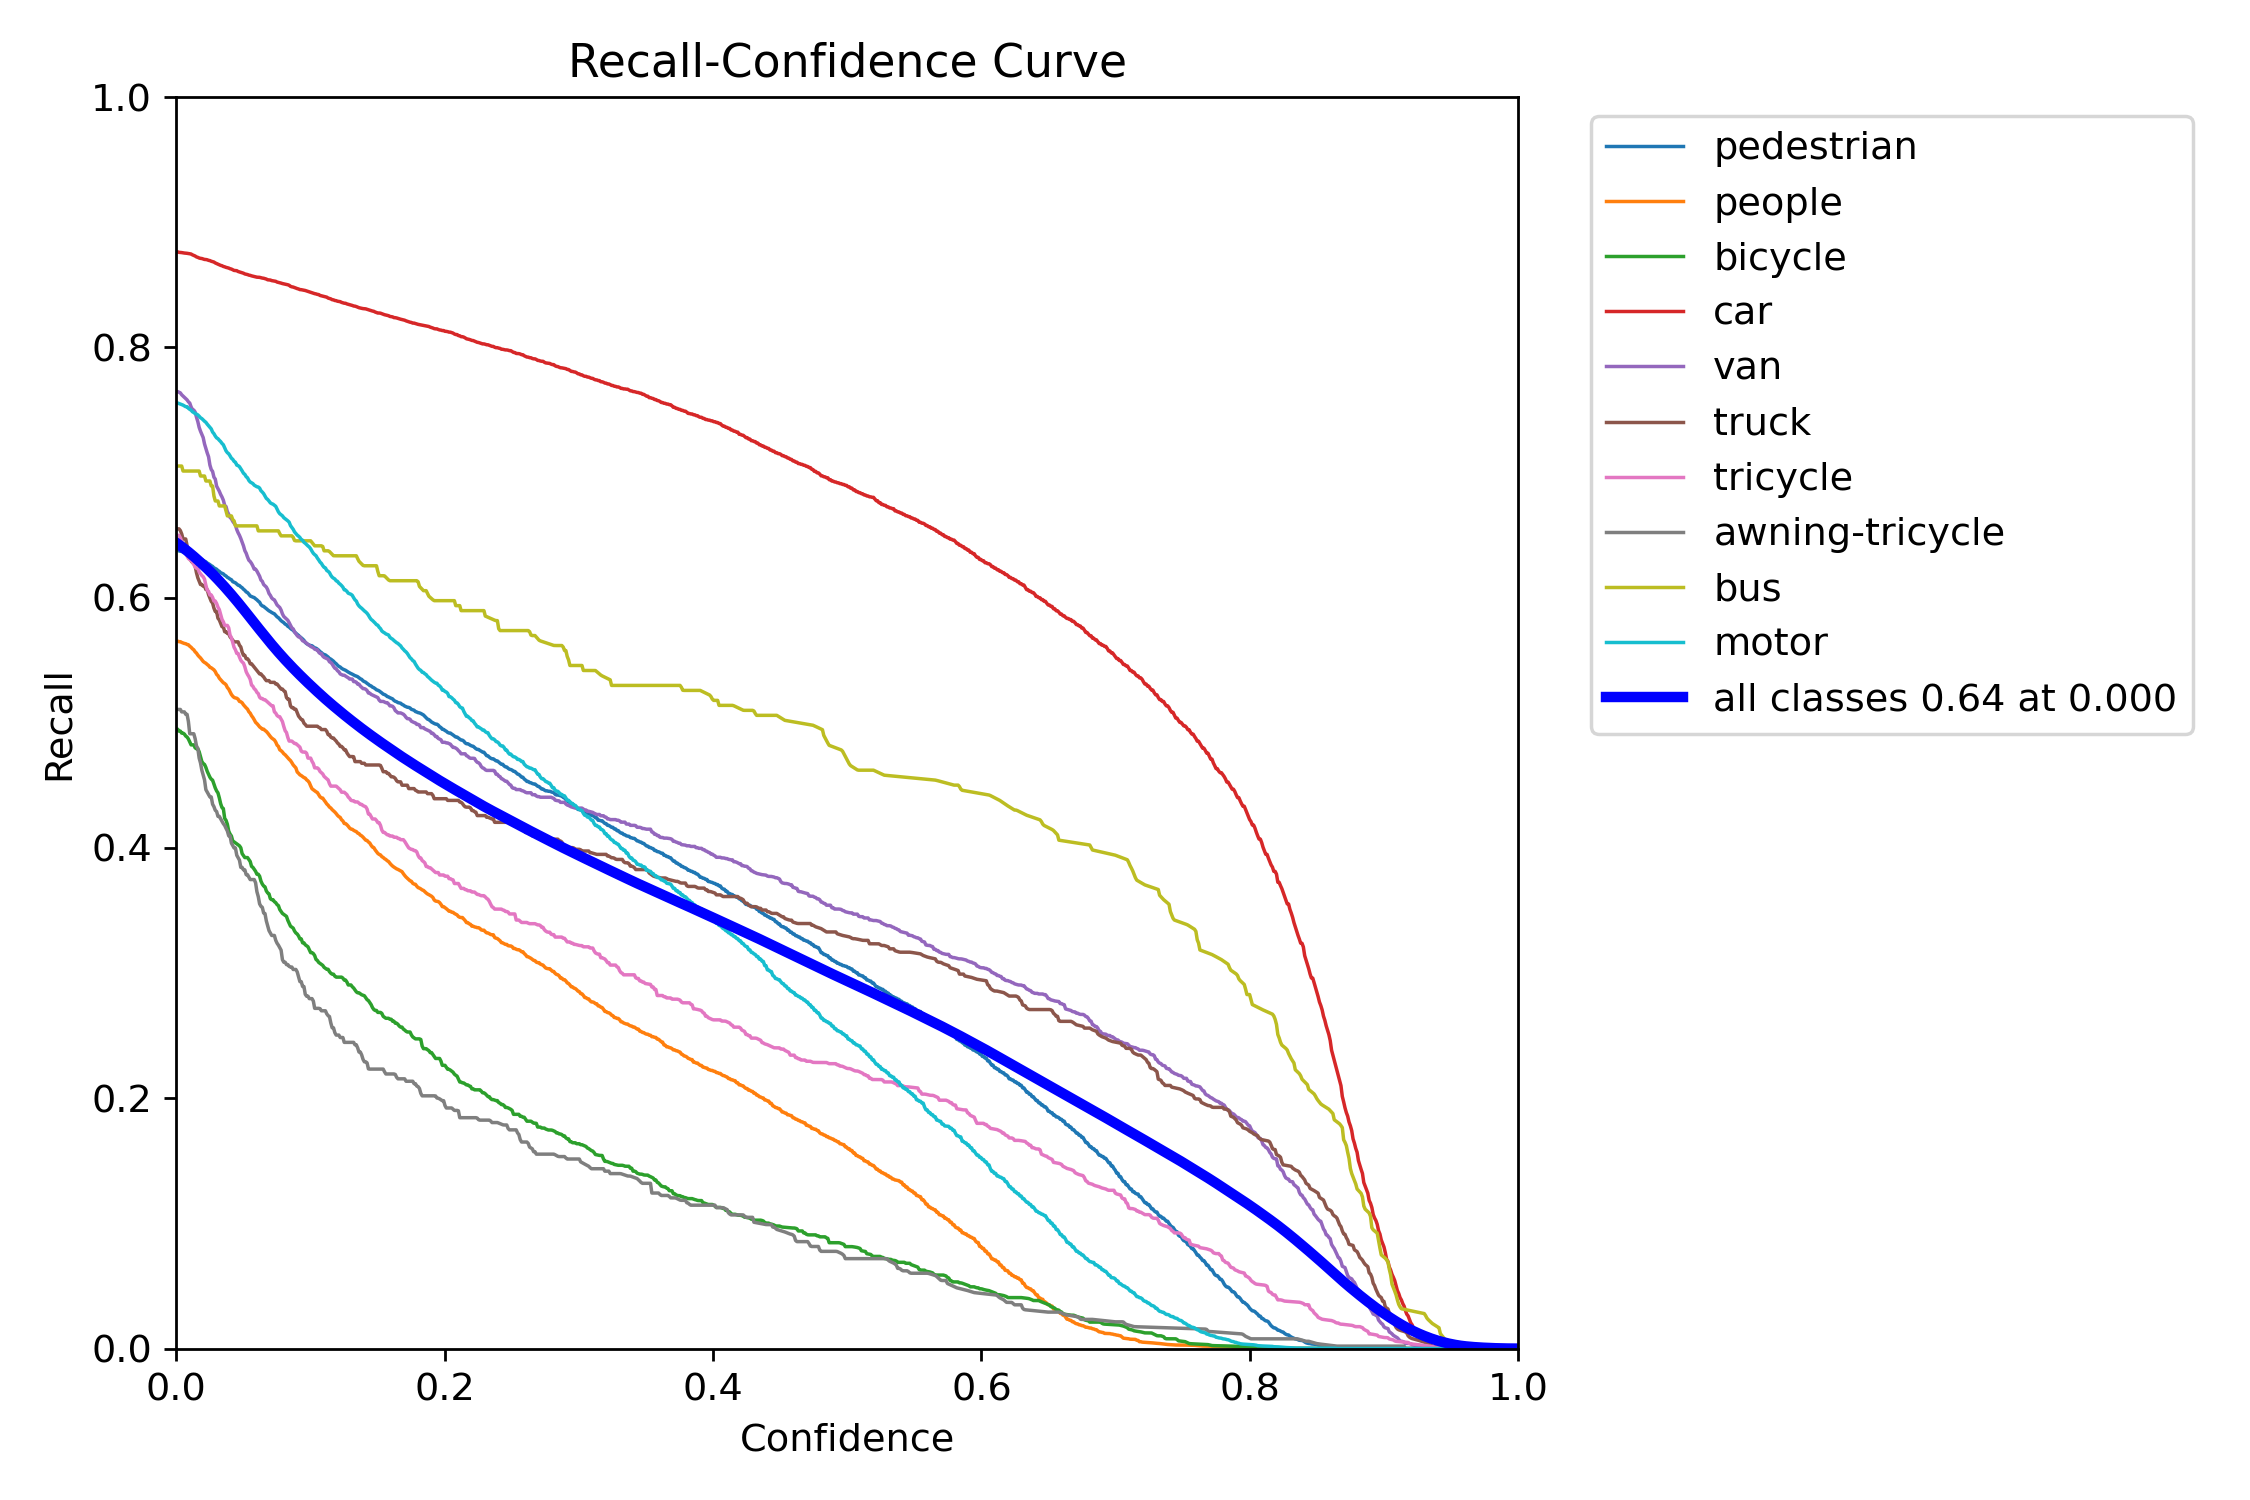 Recall-Confidence Curve
1.0
0.8
0.6
0.4
0.2
0.0
Recall
0.0 0.2 0.4 0.6 0.8 1.0
Confidence
pedestrian
people
bicycle
car
van
truck
tricycle
awning-tricycle
bus
motor
all classes 0.64 at 0.000